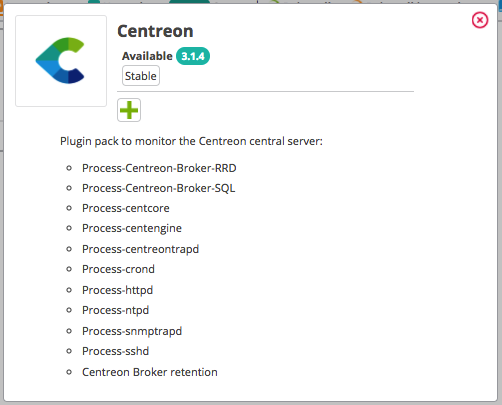 Centreon
Available 3.1.4
Stable
Plugin pack to monitor the Centreon central server:
Process-Centreon-Broker-RRD
Process-Centreon-Broker-SQL
Process-centcore
Process-centengine
Process-centreontrapd
Process-crond
Process-httpd
Process-ntpd
Process-snmptrapd
Process-sshd
Centreon Broker retention